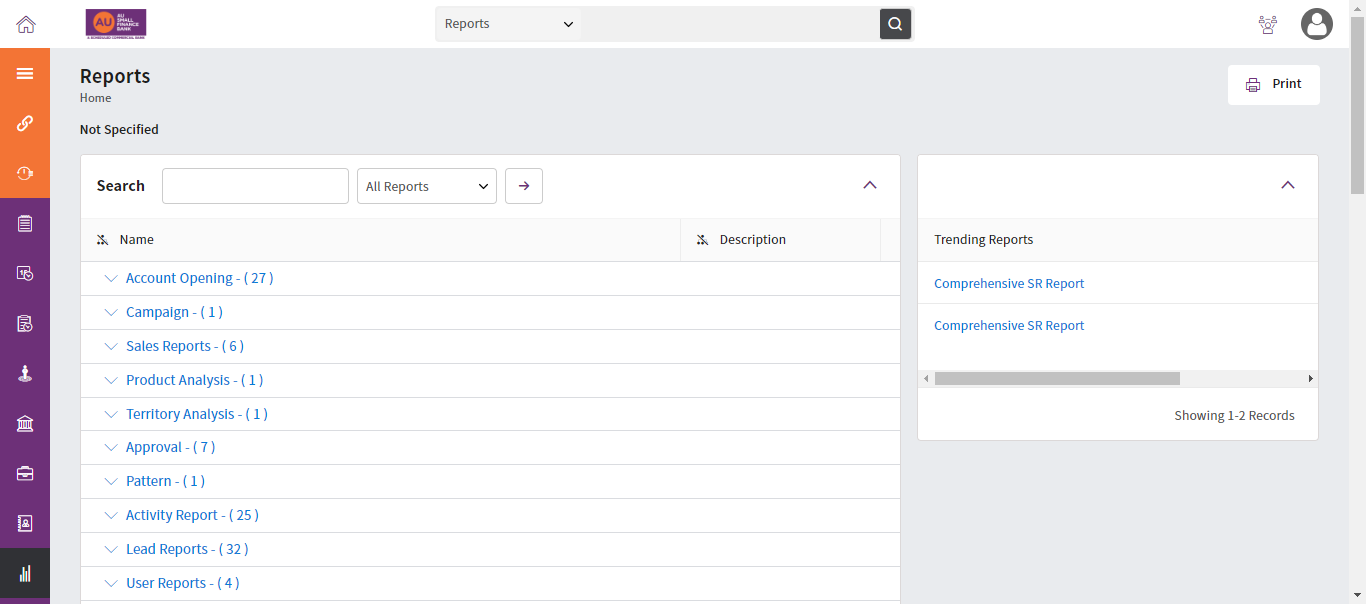 AU
AU
SMALL
FINANCE
BANK
A SCHEDULED COMMERCIAL BANK
Reports
Reports
Home
Print
Not Specified
Search
All Reports
Name
Description
Account Opening - ( 27 )
Campaign - ( 1 )
Sales Reports - ( 6 )
Product Analysis - ( 1 )
Territory Analysis - ( 1 )
Approval - ( 7 )
Pattern - ( 1 )
Activity Report - ( 25 )
Lead Reports - ( 32 )
User Reports - ( 4 )
Trending Reports
Comprehensive SR Report
Comprehensive SR Report
Showing 1-2 Records